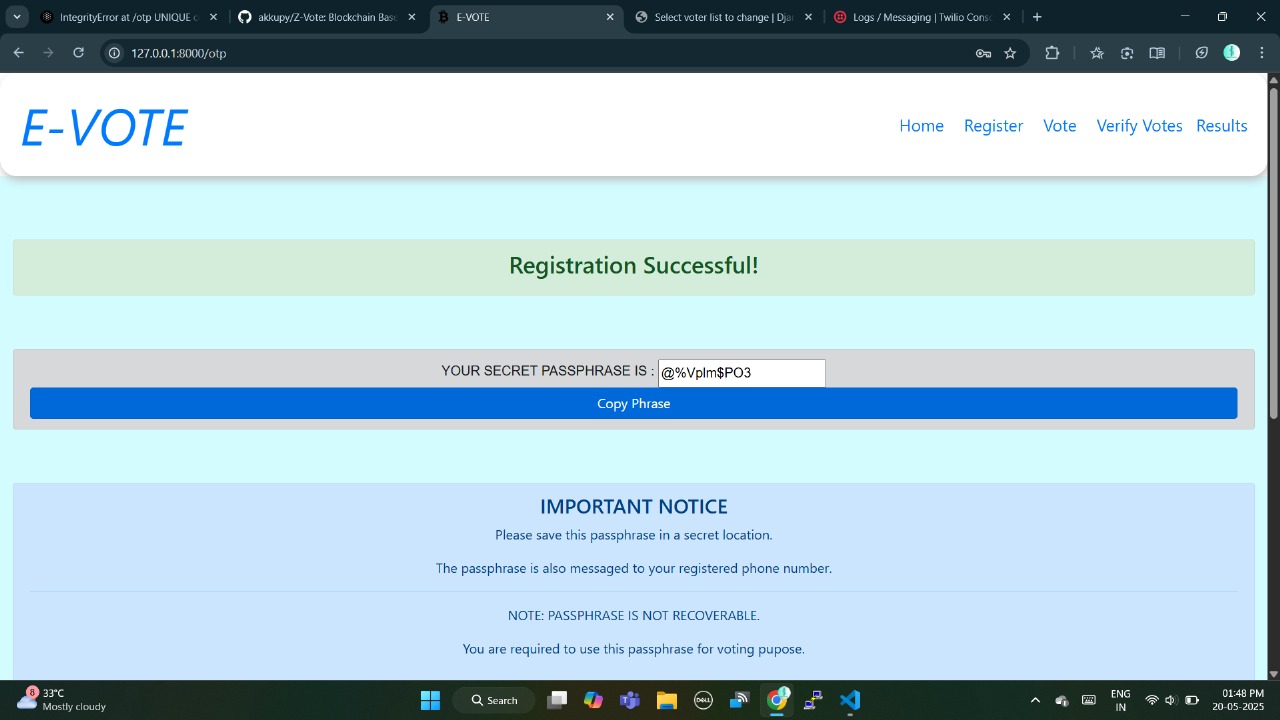 IntegrityError at /otp UNIQUE c
akkupy/Z-Vote: Blockchain Base
E-VOTE
Select voter list to change | Djan
Logs / Messaging | Twilio Conso
127.0.0.1:8000/otp
E-VOTE
Home Register Vote Verify Votes Results
Registration Successful!
YOUR SECRET PASSPHRASE IS : @%Vplm$PO3
Copy Phrase
IMPORTANT NOTICE
Please save this passphrase in a secret location.
The passphrase is also messaged to your registered phone number.
NOTE: PASSPHRASE IS NOT RECOVERABLE.
You are required to use this passphrase for voting pupose.
8
33°C
Mostly cloudy
Search
DELL
ENG
IN
01:48 PM
20-05-2025